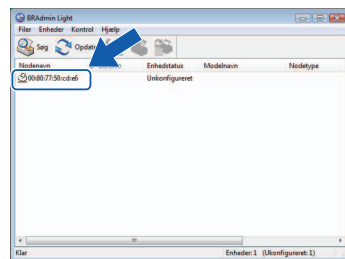 BRAdmin Light
Filer Enheder Kontrol Hjælp
Søg Opdater
Nodenavn Enhedstatus Modelnavn Nodetype
00:80:77:50:cd:e6 Unkonfigureret
Klar Enheder: 1 (Ukonfigureret: 1)